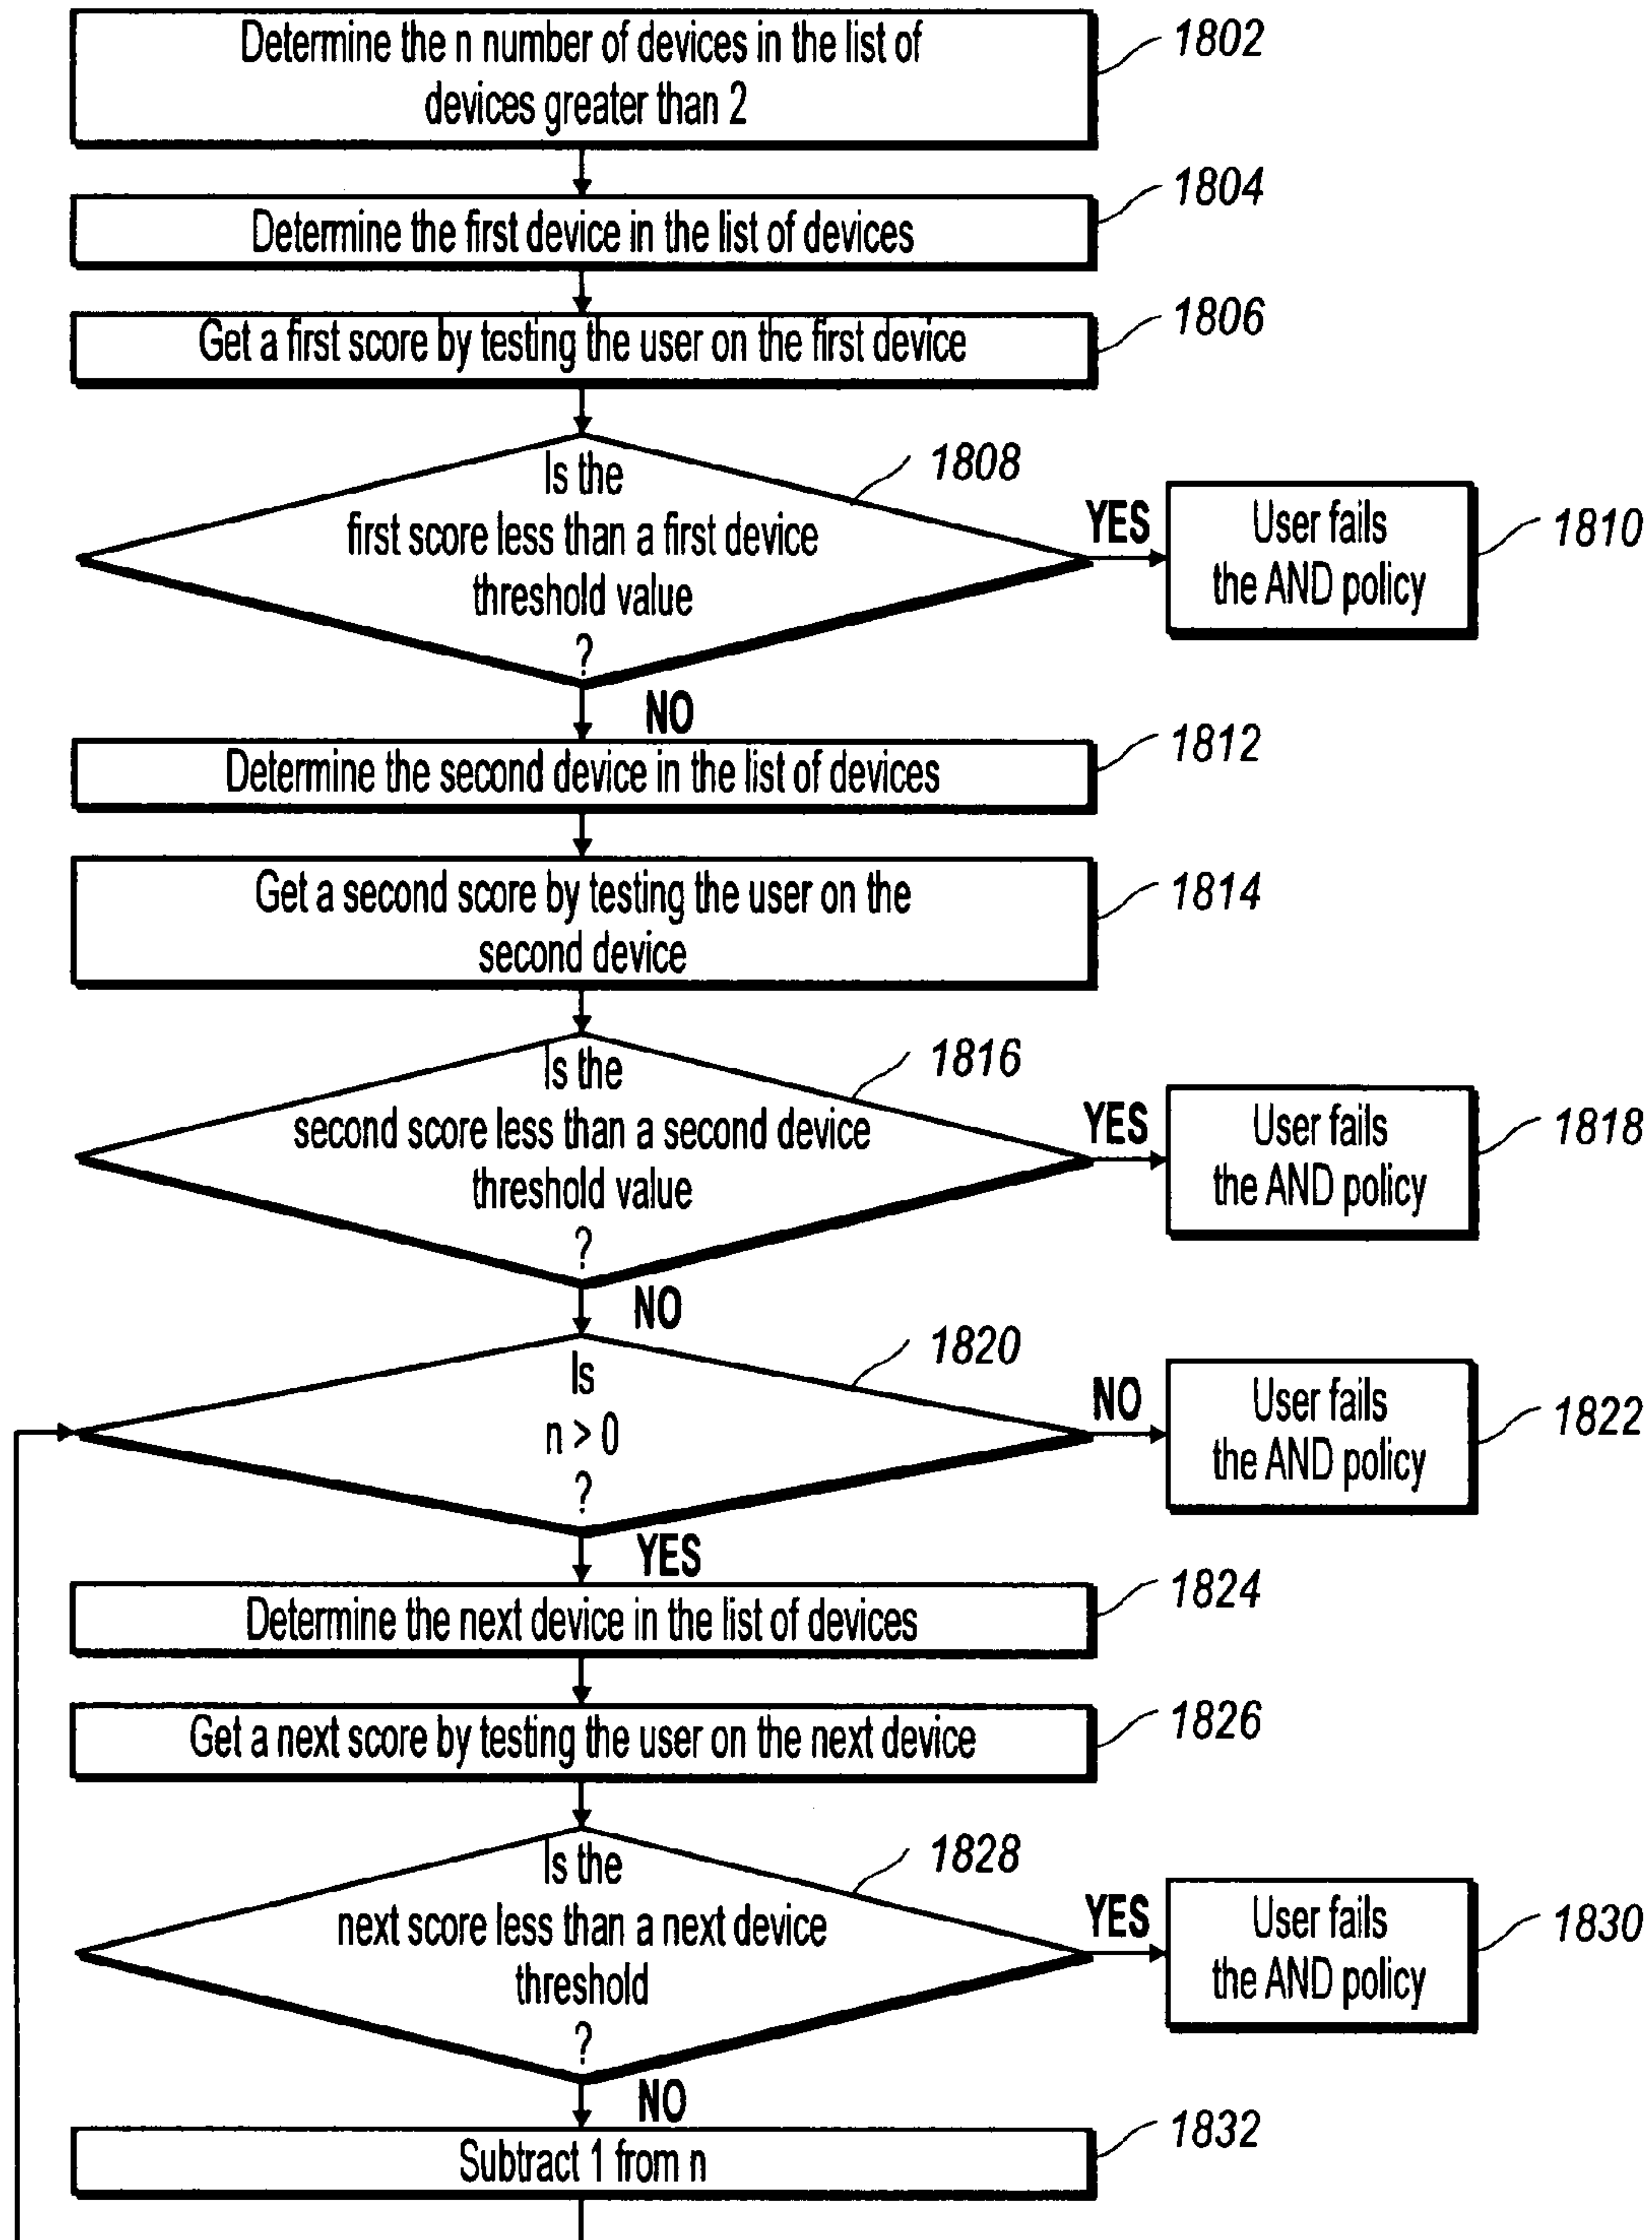 Determine the n number of devices in the list of
devices greater than 2
1802
Determine the first device in the list of devices
1804
Get a first score by testing the user on the first device
1806
Is the
first score less than a first device
threshold value
?
1808
YES
User fails
the AND policy
1810
NO
Determine the second device in the list of devices
1812
Get a second score by testing the user on the
second device
1814
Is the
second score less than a second device
threshold value
?
1816
YES
User fails
the AND policy
1818
NO
Is
n > 0
?
1820
NO
User fails
the AND policy
1822
YES
Determine the next device in the list of devices
1824
Get a next score by testing the user on the next device
1826
Is the
next score less than a next device
threshold
?
1828
YES
User fails
the AND policy
1830
NO
Subtract 1 from n
1832